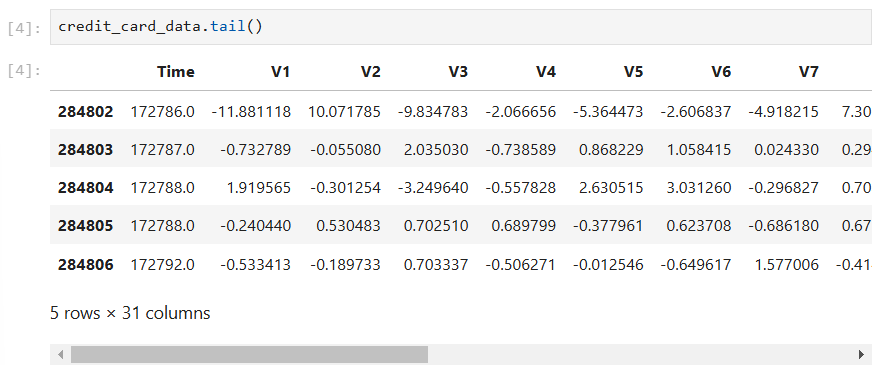 [4]: credit_card_data.tail()
[4]:
Time V1 V2 V3 V4 V5 V6 V7
284802 172786.0 -11.881118 10.071785 -9.834783 -2.066656 -5.364473 -2.606837 -4.918215 7.30
284803 172787.0 -0.732789 -0.055080 2.035030 -0.738589 0.868229 1.058415 0.024330 0.29
284804 172788.0 1.919565 -0.301254 -3.249640 -0.557828 2.630515 3.031260 -0.296827 0.70
284805 172788.0 -0.240440 0.530483 0.702510 0.689799 -0.377961 0.623708 -0.686180 0.67
284806 172792.0 -0.533413 -0.189733 0.703337 -0.506271 -0.012546 -0.649617 1.577006 -0.41
5 rows × 31 columns